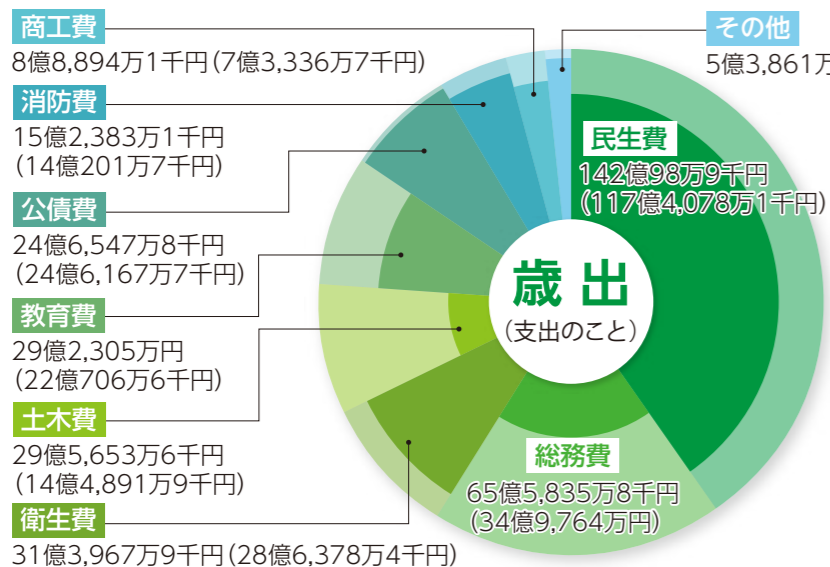 商工費
8億8,894万1千円(7億3,336万7千円)
消防費
15億2,383万1千円
(14億201万7千円)
公債費
24億6,547万8千円
(24億6,167万7千円)
教育費
29億2,305万円
(22億706万6千円)
土木費
29億5,653万6千円
(14億4,891万9千円)
衛生費
31億3,967万9千円(28億6,378万4千円)
その他
5億3,861万
民生費
142億98万9千円
(117億4,078万1千円)
歳出
(支出のこと)
総務費
65億5,835万8千円
(34億9,764万円)